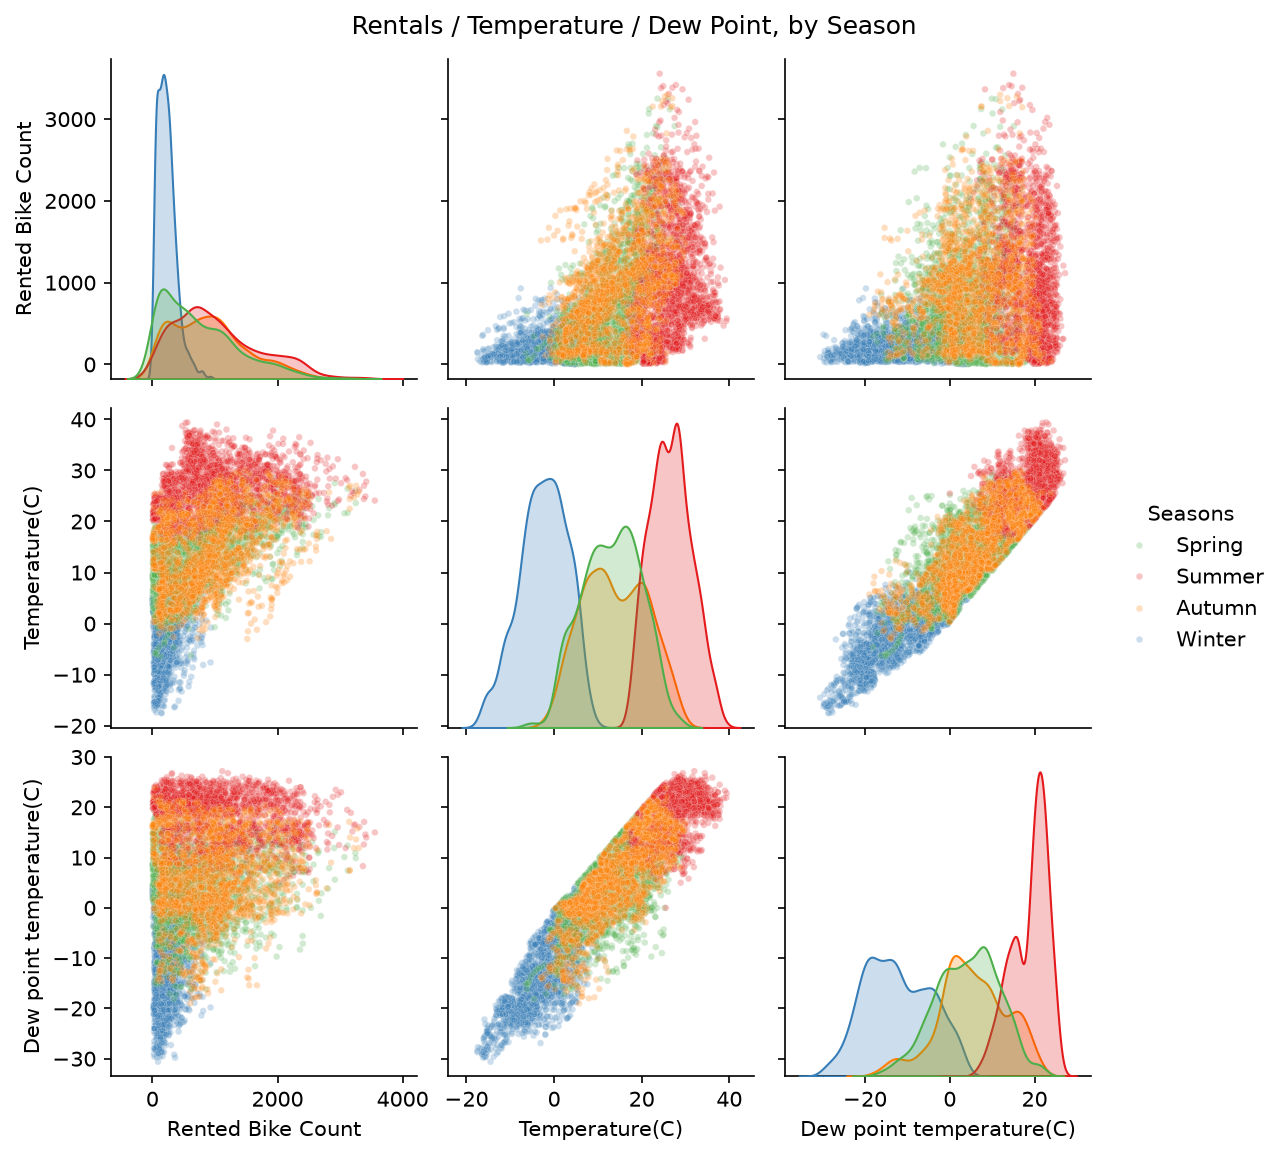 Rentals / Temperature / Dew Point, by Season
Rented Bike Count
3000
2000
1000
0
Temperature(C)
40
30
20
10
0
−10
−20
Dew point temperature(C)
30
20
10
0
−10
−20
−30
0 2000 4000
Rented Bike Count
−20 0 20 40
Temperature(C)
−20 0 20
Dew point temperature(C)
Seasons
Spring
Summer
Autumn
Winter